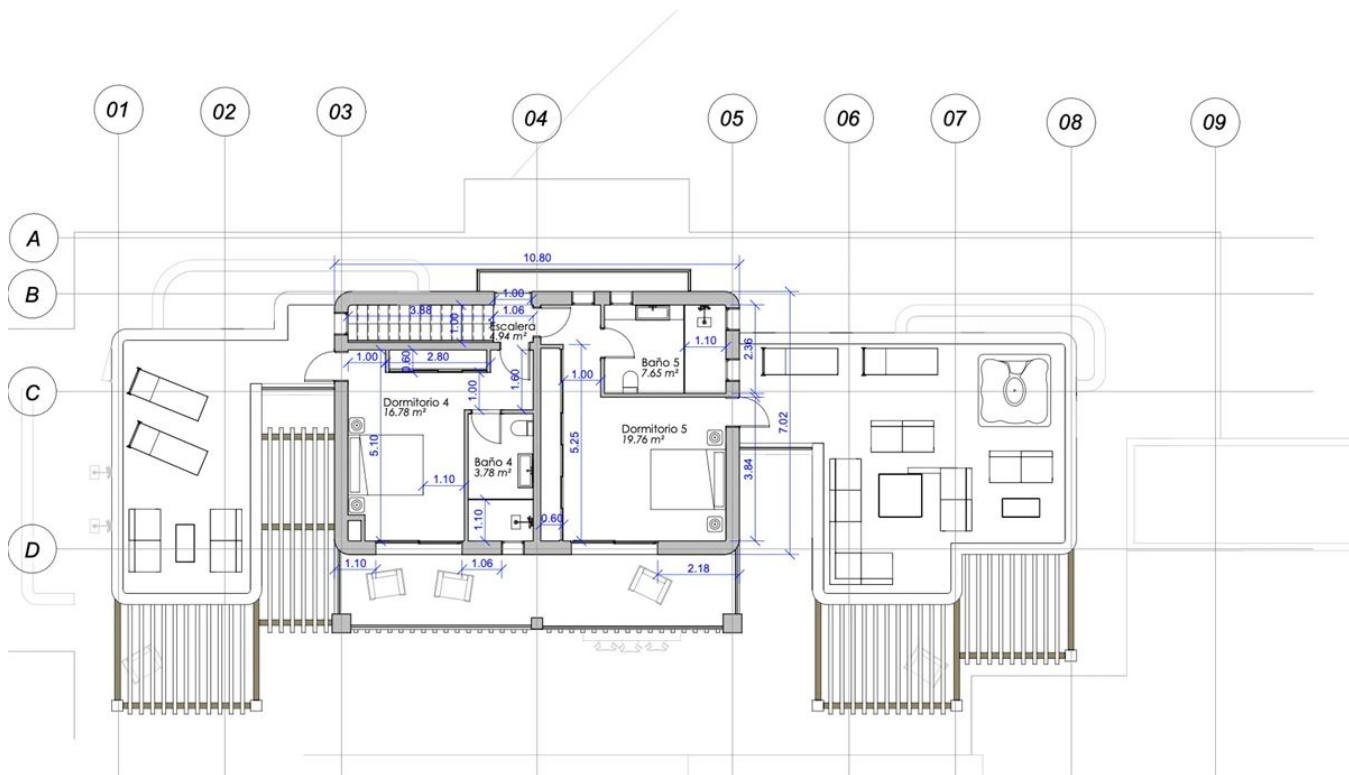 01
02
03
04
05
06
07
08
09
A
10.80
B
1.00
3.88
1.06
1.00
Escalera
4.94 m²
1.10
2.36
Baño 5
7.65 m²
1.00
0.60
2.80
1.60
1.00
1.00
C
Dormitorio 4
16.78 m²
7.02
Dormitorio 5
19.76 m²
5.10
5.25
Baño 4
3.78 m²
3.84
1.10
1.10
0.60
D
1.10
1.06
2.18